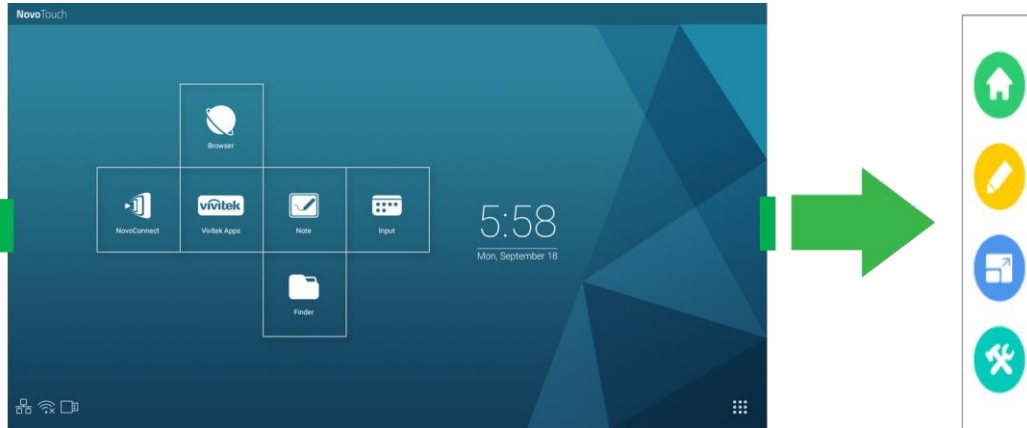 NovoTouch
Browser
NovoConnect
vivitek
Vivitek Apps
Note
Input
5:58
Mon, September 18
Finder